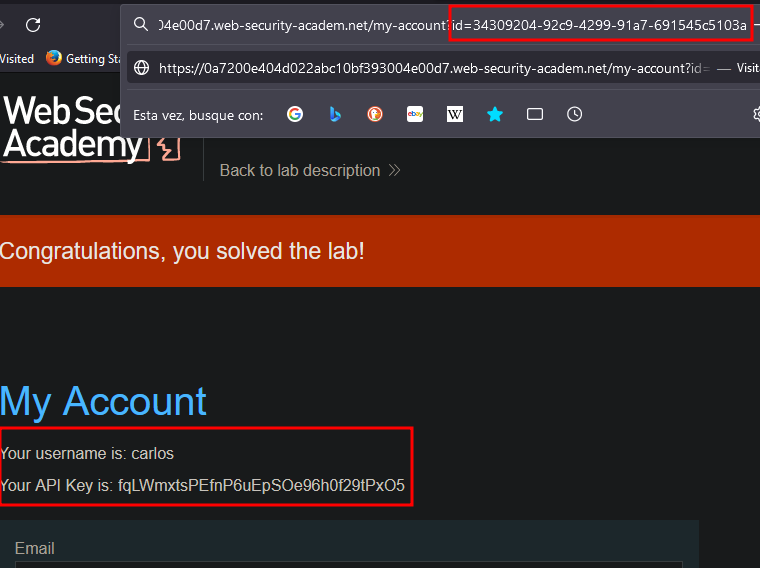 04e00d7.web-security-academ.net/my-account?id=34309204-92c9-4299-91a7-691545c5103a
Visited Getting Sta
https://0a7200e404d022abc10bf393004e00d7.web-security-academ.net/my-account?id= — Visit
Esta vez, busque con: G ebay W
Web Sec
Academy
Back to lab description
Congratulations, you solved the lab!
My Account
Your username is: carlos
Your API Key is: fqLWmxtsPEfnP6uEpSOe96h0f29tPxO5
Email